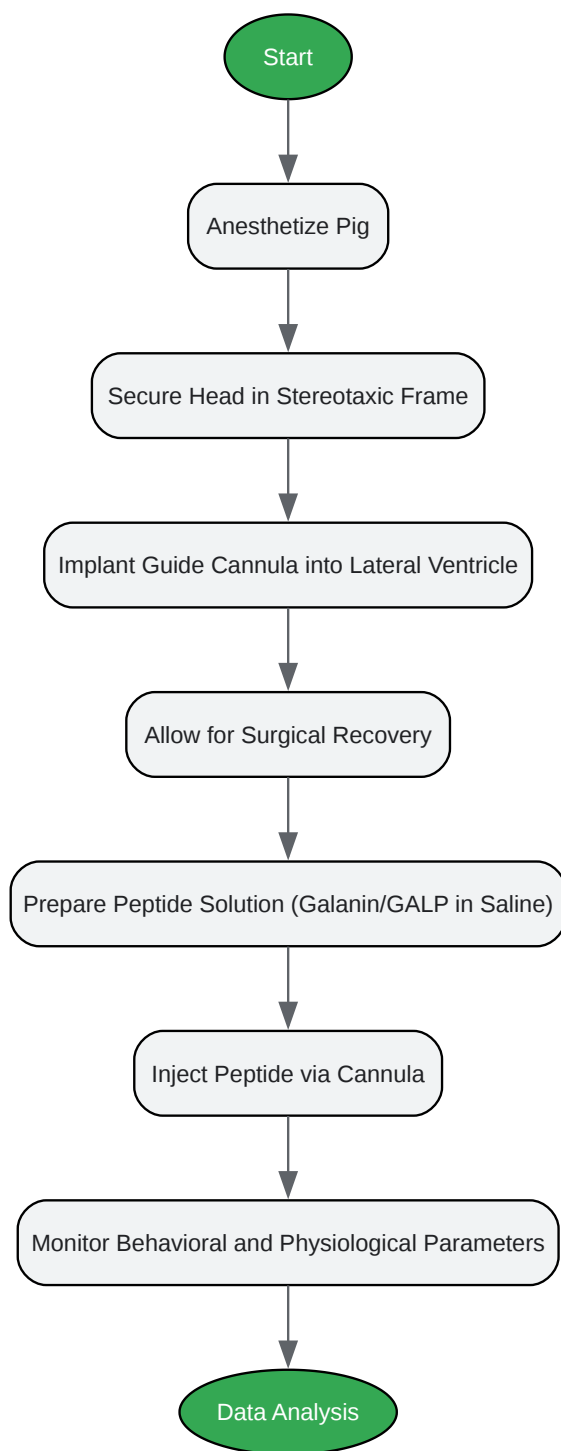 Start
Anesthetize Pig
Secure Head in Stereotaxic Frame
Implant Guide Cannula into Lateral Ventricle
Allow for Surgical Recovery
Prepare Peptide Solution (Galanin/GALP in Saline)
Inject Peptide via Cannula
Monitor Behavioral and Physiological Parameters
Data Analysis